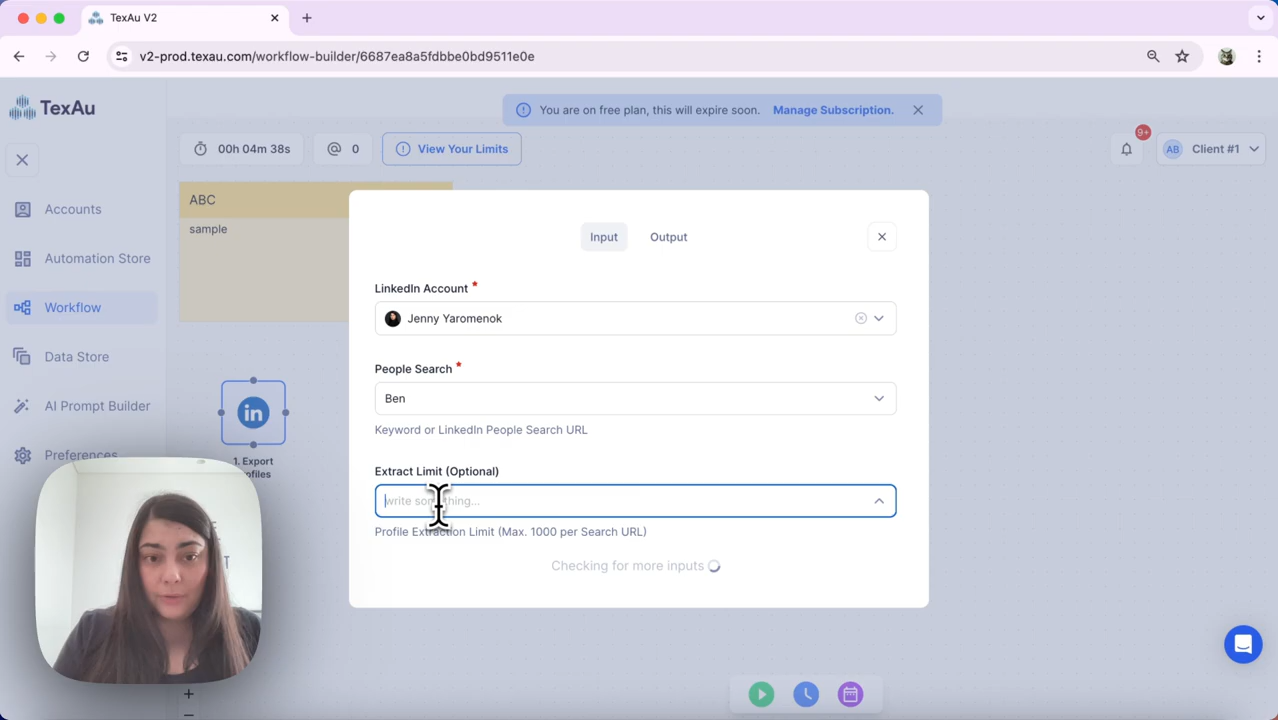 TexAu V2
v2-prod.texau.com/workflow-builder/6687ea8a5fdbbe0bd9511e0e
TexAu
You are on free plan, this will expire soon. Manage Subscription.
00h 04m 38s
0
View Your Limits
9+
AB
Client #1
ABC
sample
Accounts
Automation Store
Workflow
Data Store
AI Prompt Builder
Preferences
in
1. Export
Input
Output
LinkedIn Account *
Jenny Yaromenok
People Search *
Ben
Keyword or LinkedIn People Search URL
Extract Limit (Optional)
write something...
Profile Extraction Limit (Max. 1000 per Search URL)
Checking for more inputs